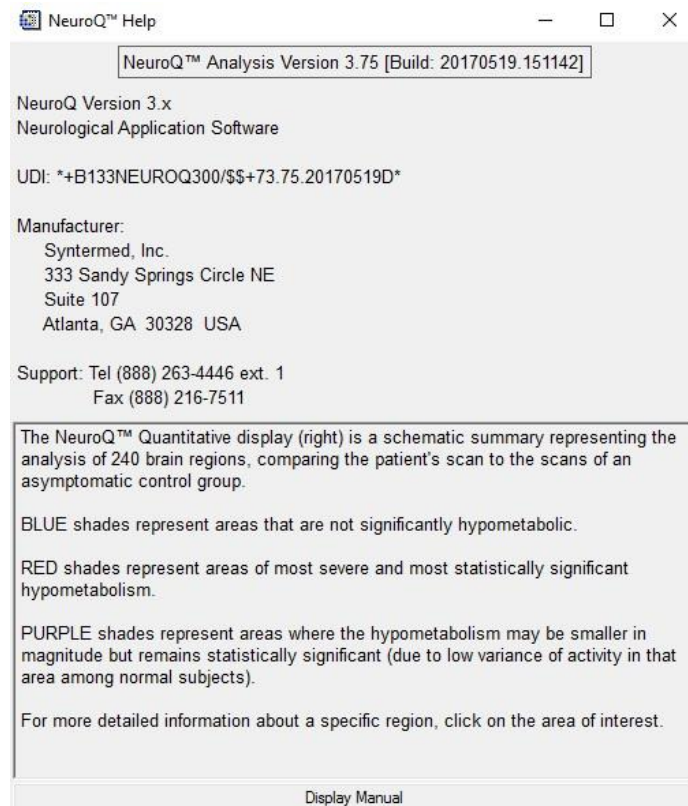 NeuroQ™ Help
NeuroQ™ Analysis Version 3.75 [Build: 20170519.151142]
NeuroQ Version 3.x
Neurological Application Software
UDI: *+B133NEUROQ300/$$+73.75.20170519D*
Manufacturer:
Syntermed, Inc.
333 Sandy Springs Circle NE
Suite 107
Atlanta, GA 30328 USA
Support: Tel (888) 263-4446 ext. 1
Fax (888) 216-7511
The NeuroQ™ Quantitative display (right) is a schematic summary representing the
analysis of 240 brain regions, comparing the patient's scan to the scans of an
asymptomatic control group.
BLUE shades represent areas that are not significantly hypometabolic.
RED shades represent areas of most severe and most statistically significant
hypometabolism.
PURPLE shades represent areas where the hypometabolism may be smaller in
magnitude but remains statistically significant (due to low variance of activity in that
area among normal subjects).
For more detailed information about a specific region, click on the area of interest.
Display Manual